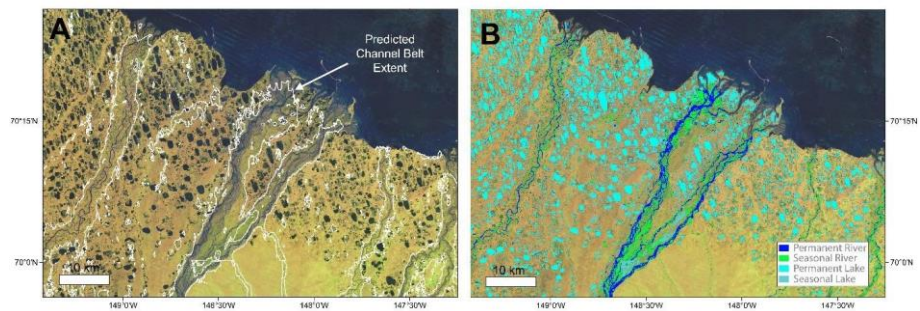 A
Predicted
Channel Belt
Extent
70°15'N
70°0'N
10 km
149°0'W
148°30'W
148°0'W
147°30'W
B
70°15'N
70°0'N
10 km
Permanent River
Seasonal River
Permanent Lake
Seasonal Lake
149°0'W
148°30'W
148°0'W
147°30'W